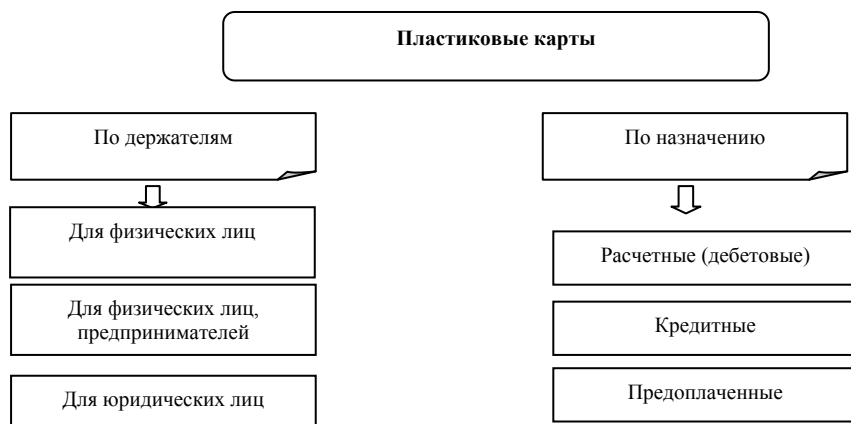 Пластиковые карты
По держателям
Для физических лиц
Для физических лиц,
предпринимателей
Для юридических лиц
По назначению
Расчетные (дебетовые)
Кредитные
Предоплаченные